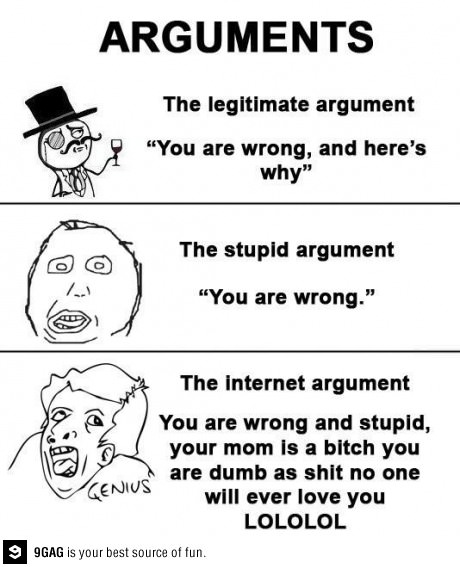 ARGUMENTS
The legitimate argument
“You are wrong, and here’s
why”
The stupid argument
“You are wrong.”
The internet argument
You are wrong and stupid,
your mom is a bitch you
are dumb as shit no one
will ever love you
LOLOLOL
GENIUS
9 9GAG is your best source of fun.